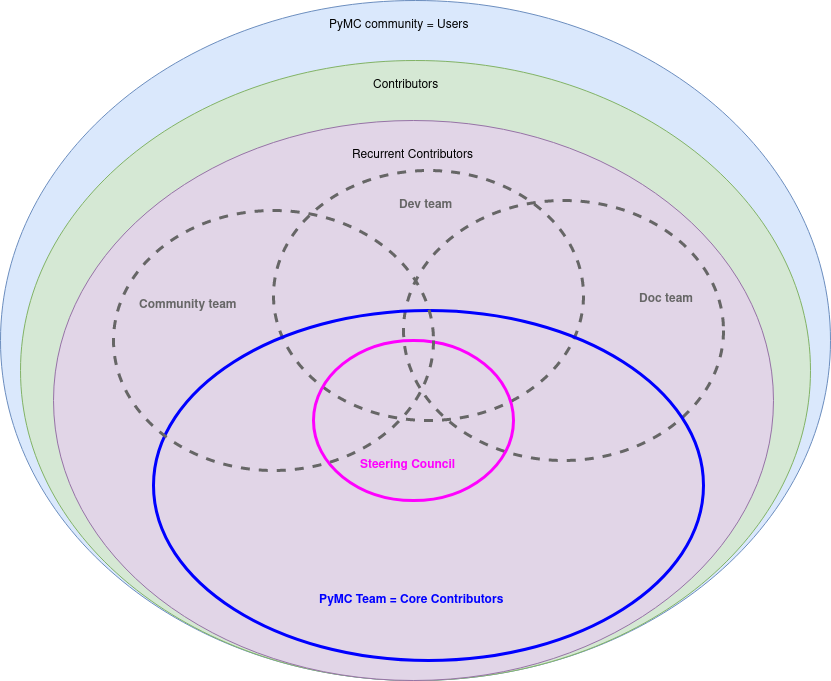 PyMC community = Users
Contributors
Recurrent Contributors
Dev team
Community team
Doc team
Steering Council
PyMC Team = Core Contributors